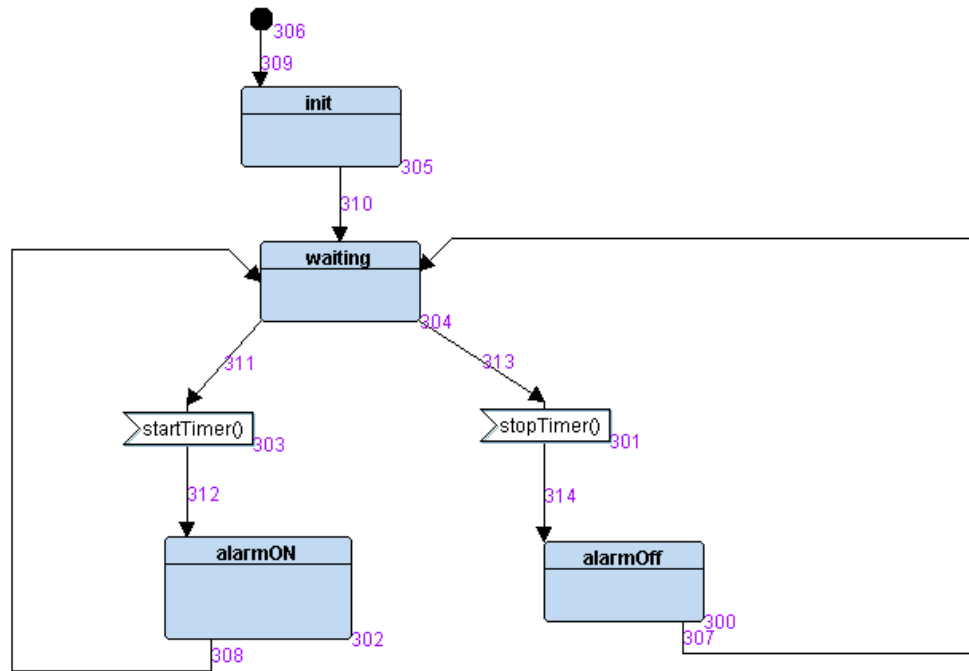 306
309
init
305
310
waiting
304
311
313
startTimer()
303
stopTimer()
301
312
314
alarmON
302
alarmOff
300
308
307